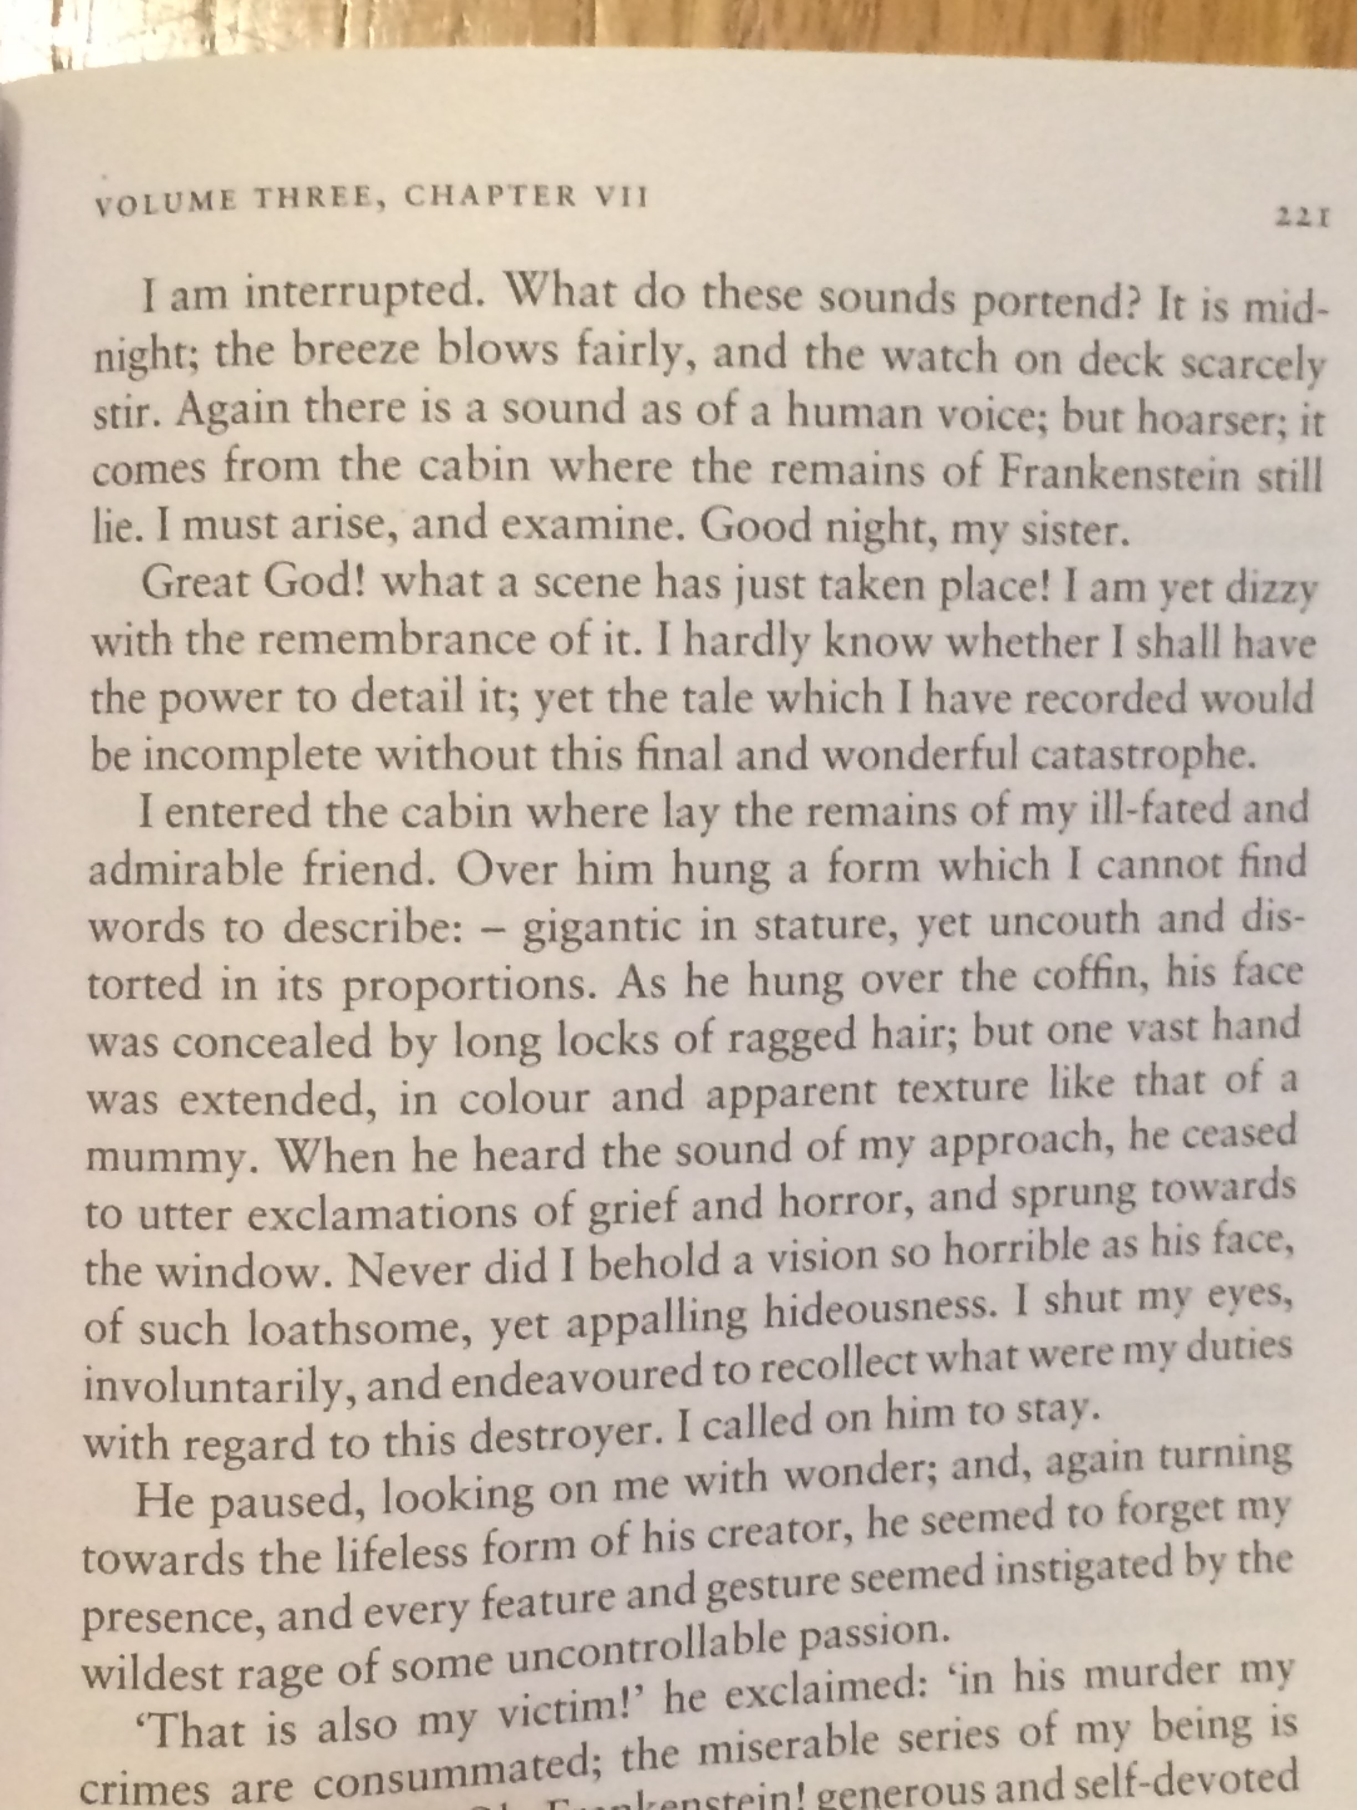 VOLUME THREE, CHAPTER VII
221
I am interrupted. What do these sounds portend? It is mid-
night; the breeze blows fairly, and the watch on deck scarcely
stir. Again there is a sound as of a human voice; but hoarser; it
comes from the cabin where the remains of Frankenstein still
lie. I must arise, and examine. Good night, my sister.
Great God! what a scene has just taken place! I am yet dizzy
with the remembrance of it. I hardly know whether I shall have
the power to detail it; yet the tale which I have recorded would
be incomplete without this final and wonderful catastrophe.
I entered the cabin where lay the remains of my ill-fated and
admirable friend. Over him hung a form which I cannot find
words to describe: – gigantic in stature, yet uncouth and dis-
torted in its proportions. As he hung over the coffin, his face
was concealed by long locks of ragged hair; but one vast hand
was extended, in colour and apparent texture like that of a
mummy. When he heard the sound of my approach, he ceased
to utter exclamations of grief and horror, and sprung towards
the window. Never did I behold a vision so horrible as his face,
of such loathsome, yet appalling hideousness. I shut my eyes,
involuntarily, and endeavoured to recollect what were my duties
with regard to this destroyer. I called on him to stay.
He paused, looking on me with wonder; and, again turning
towards the lifeless form of his creator, he seemed to forget my
presence, and every feature and gesture seemed instigated by the
wildest rage of some uncontrollable passion.
‘That is also my victim!’ he exclaimed: ‘in his murder my
crimes are consummated; the miserable series of my being is
Frankenstein! generous and self-devoted